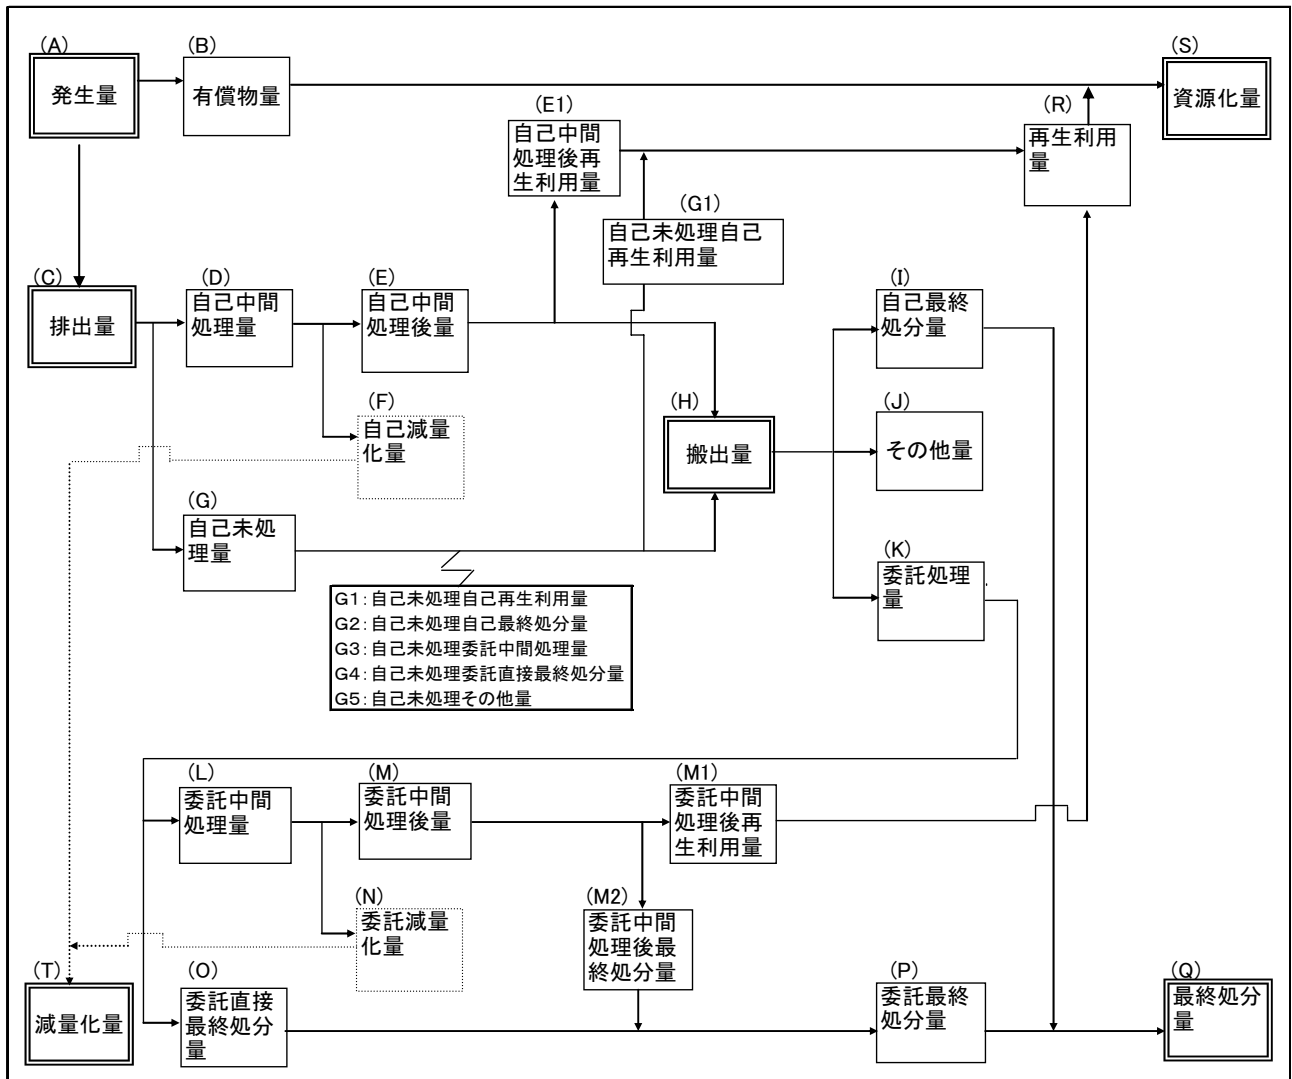 (A)
発生量
(B)
有償物量
(S)
資源化量
(E1)
自己中間
処理後再
生利用量
(R)
再生利用
量
(G1)
自己未処理自己
再生利用量
(C)
排出量
(D)
自己中間
処理量
(E)
自己中間
処理後量
(I)
自己最終
処分量
(F)
自己減量
化量
(H)
搬出量
(J)
その他量
(G)
自己未処
理量
(K)
委託処理
量
G1:自己未処理自己再生利用量
G2:自己未処理自己最終処分量
G3:自己未処理委託中間処理量
G4:自己未処理委託直接最終処分量
G5:自己未処理その他量
(L)
委託中間
処理量
(M)
委託中間
処理後量
(M1)
委託中間
処理後再
生利用量
(N)
委託減量
化量
(M2)
委託中間
処理後最
終処分量
(T)
減量化量
(O)
委託直接
最終処分
量
(P)
委託最終
処分量
(Q)
最終処分
量